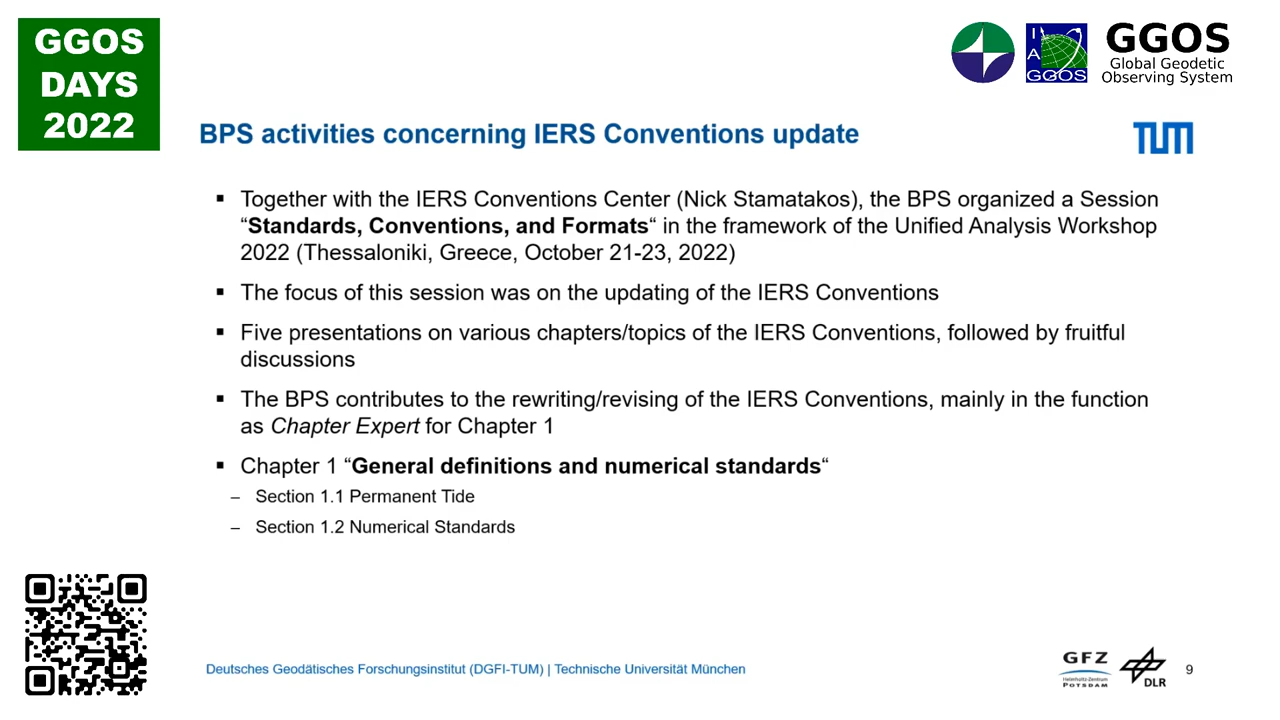 GGOS
DAYS
2022
I
A
GGOS
GGOS
Global Geodetic
Observing System
BPS activities concerning IERS Conventions update
TUM
▪ Together with the IERS Conventions Center (Nick Stamatakos), the BPS organized a Session
“Standards, Conventions, and Formats“ in the framework of the Unified Analysis Workshop
2022 (Thessaloniki, Greece, October 21-23, 2022)
▪ The focus of this session was on the updating of the IERS Conventions
▪ Five presentations on various chapters/topics of the IERS Conventions, followed by fruitful
discussions
▪ The BPS contributes to the rewriting/revising of the IERS Conventions, mainly in the function
as Chapter Expert for Chapter 1
▪ Chapter 1 “General definitions and numerical standards“
– Section 1.1 Permanent Tide
– Section 1.2 Numerical Standards
Deutsches Geodätisches Forschungsinstitut (DGFI-TUM) | Technische Universität München
GFZ
Helmholtz-Zentrum
POTSDAM
DLR
9